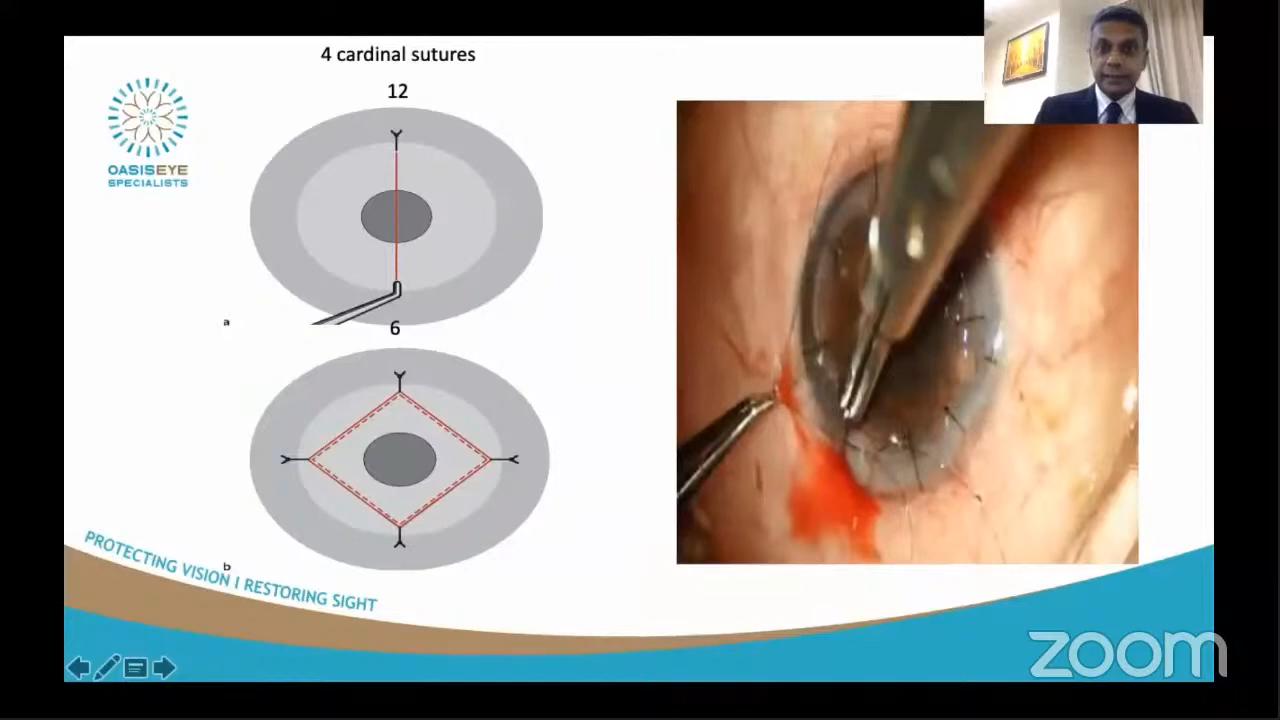 4 cardinal sutures
12
OASISEYE
SPECIALISTS
a
6
b
PROTECTING VISION I RESTORING SIGHT
zoom